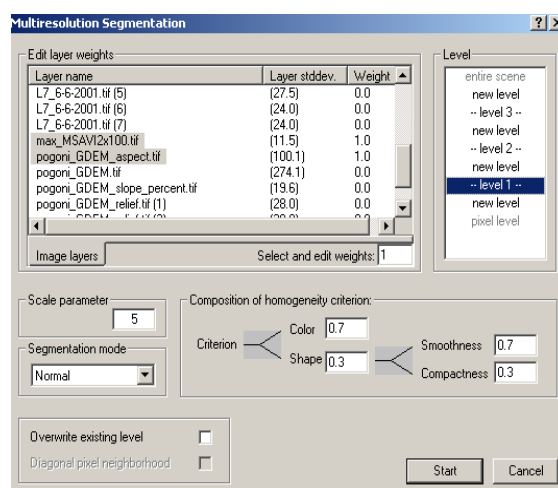 Multiresolution Segmentation
Edit layer weights
Layer name Layer stddev. Weight
L7_6-6-2001.tif (5) (27.5) 0.0
L7_6-6-2001.tif (6) (24.0) 0.0
L7_6-6-2001.tif (7) (24.0) 0.0
max_MSAVI2x100.tif (11.5) 1.0
pogoni_GDEM_aspect.tif (100.1) 1.0
pogoni_GDEM.tif (274.1) 0.0
pogoni_GDEM_slope_percent.tif (19.6) 0.0
pogoni_GDEM_relief.tif (1) (28.0) 0.0
Image layers Select and edit weights: 1
Level
entire scene
new level
-- level 3 --
new level
-- level 2 --
new level
-- level 1 --
new level
pixel level
Scale parameter
5
Segmentation mode
Normal
Composition of homogeneity criterion:
Criterion
Color 0.7
Shape 0.3
Smoothness 0.7
Compactness 0.3
Overwrite existing level
Diagonal pixel neighborhood
Start Cancel